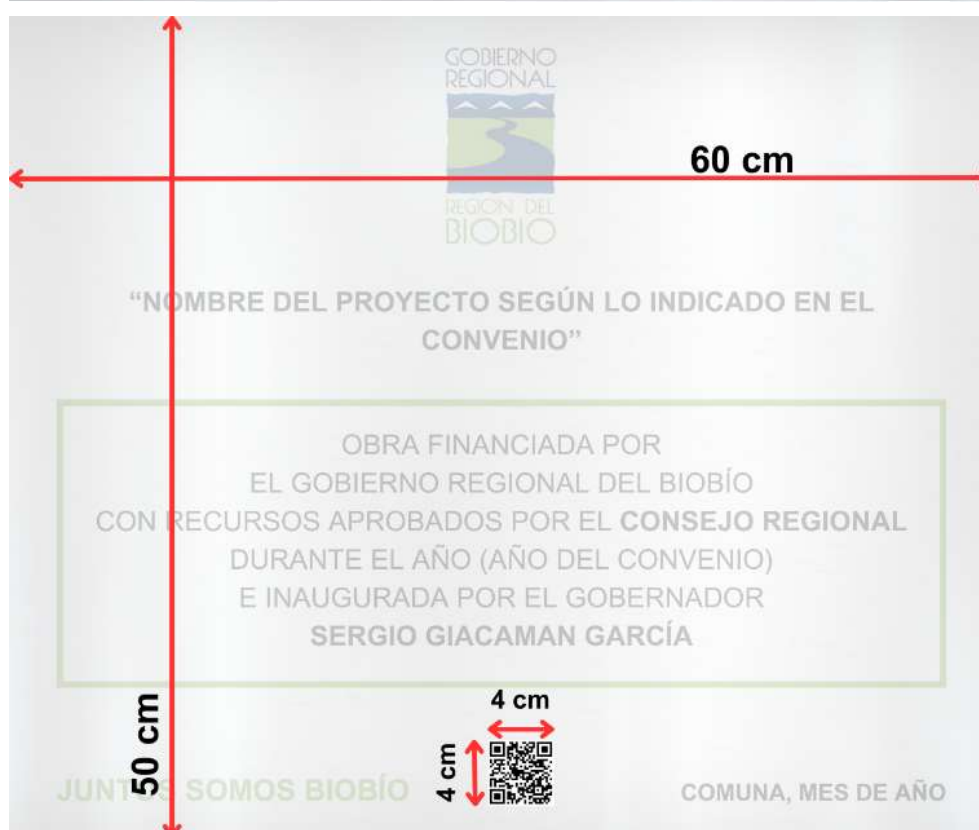 GOBIERNO
REGIONAL
60 cm
REGIÓN DEL
BIOBIO
“NOMBRE DEL PROYECTO SEGÚN LO INDICADO EN EL
CONVENIO”
OBRA FINANCIADA POR
EL GOBIERNO REGIONAL DEL BIOBÍO
CON RECURSOS APROBADOS POR EL CONSEJO REGIONAL
DURANTE EL AÑO (AÑO DEL CONVENIO)
E INAUGURADA POR EL GOBERNADOR
SERGIO GIACAMAN GARCÍA
50 cm
4 cm
4 cm
JUNTOS SOMOS BIOBÍO
COMUNA, MES DE AÑO